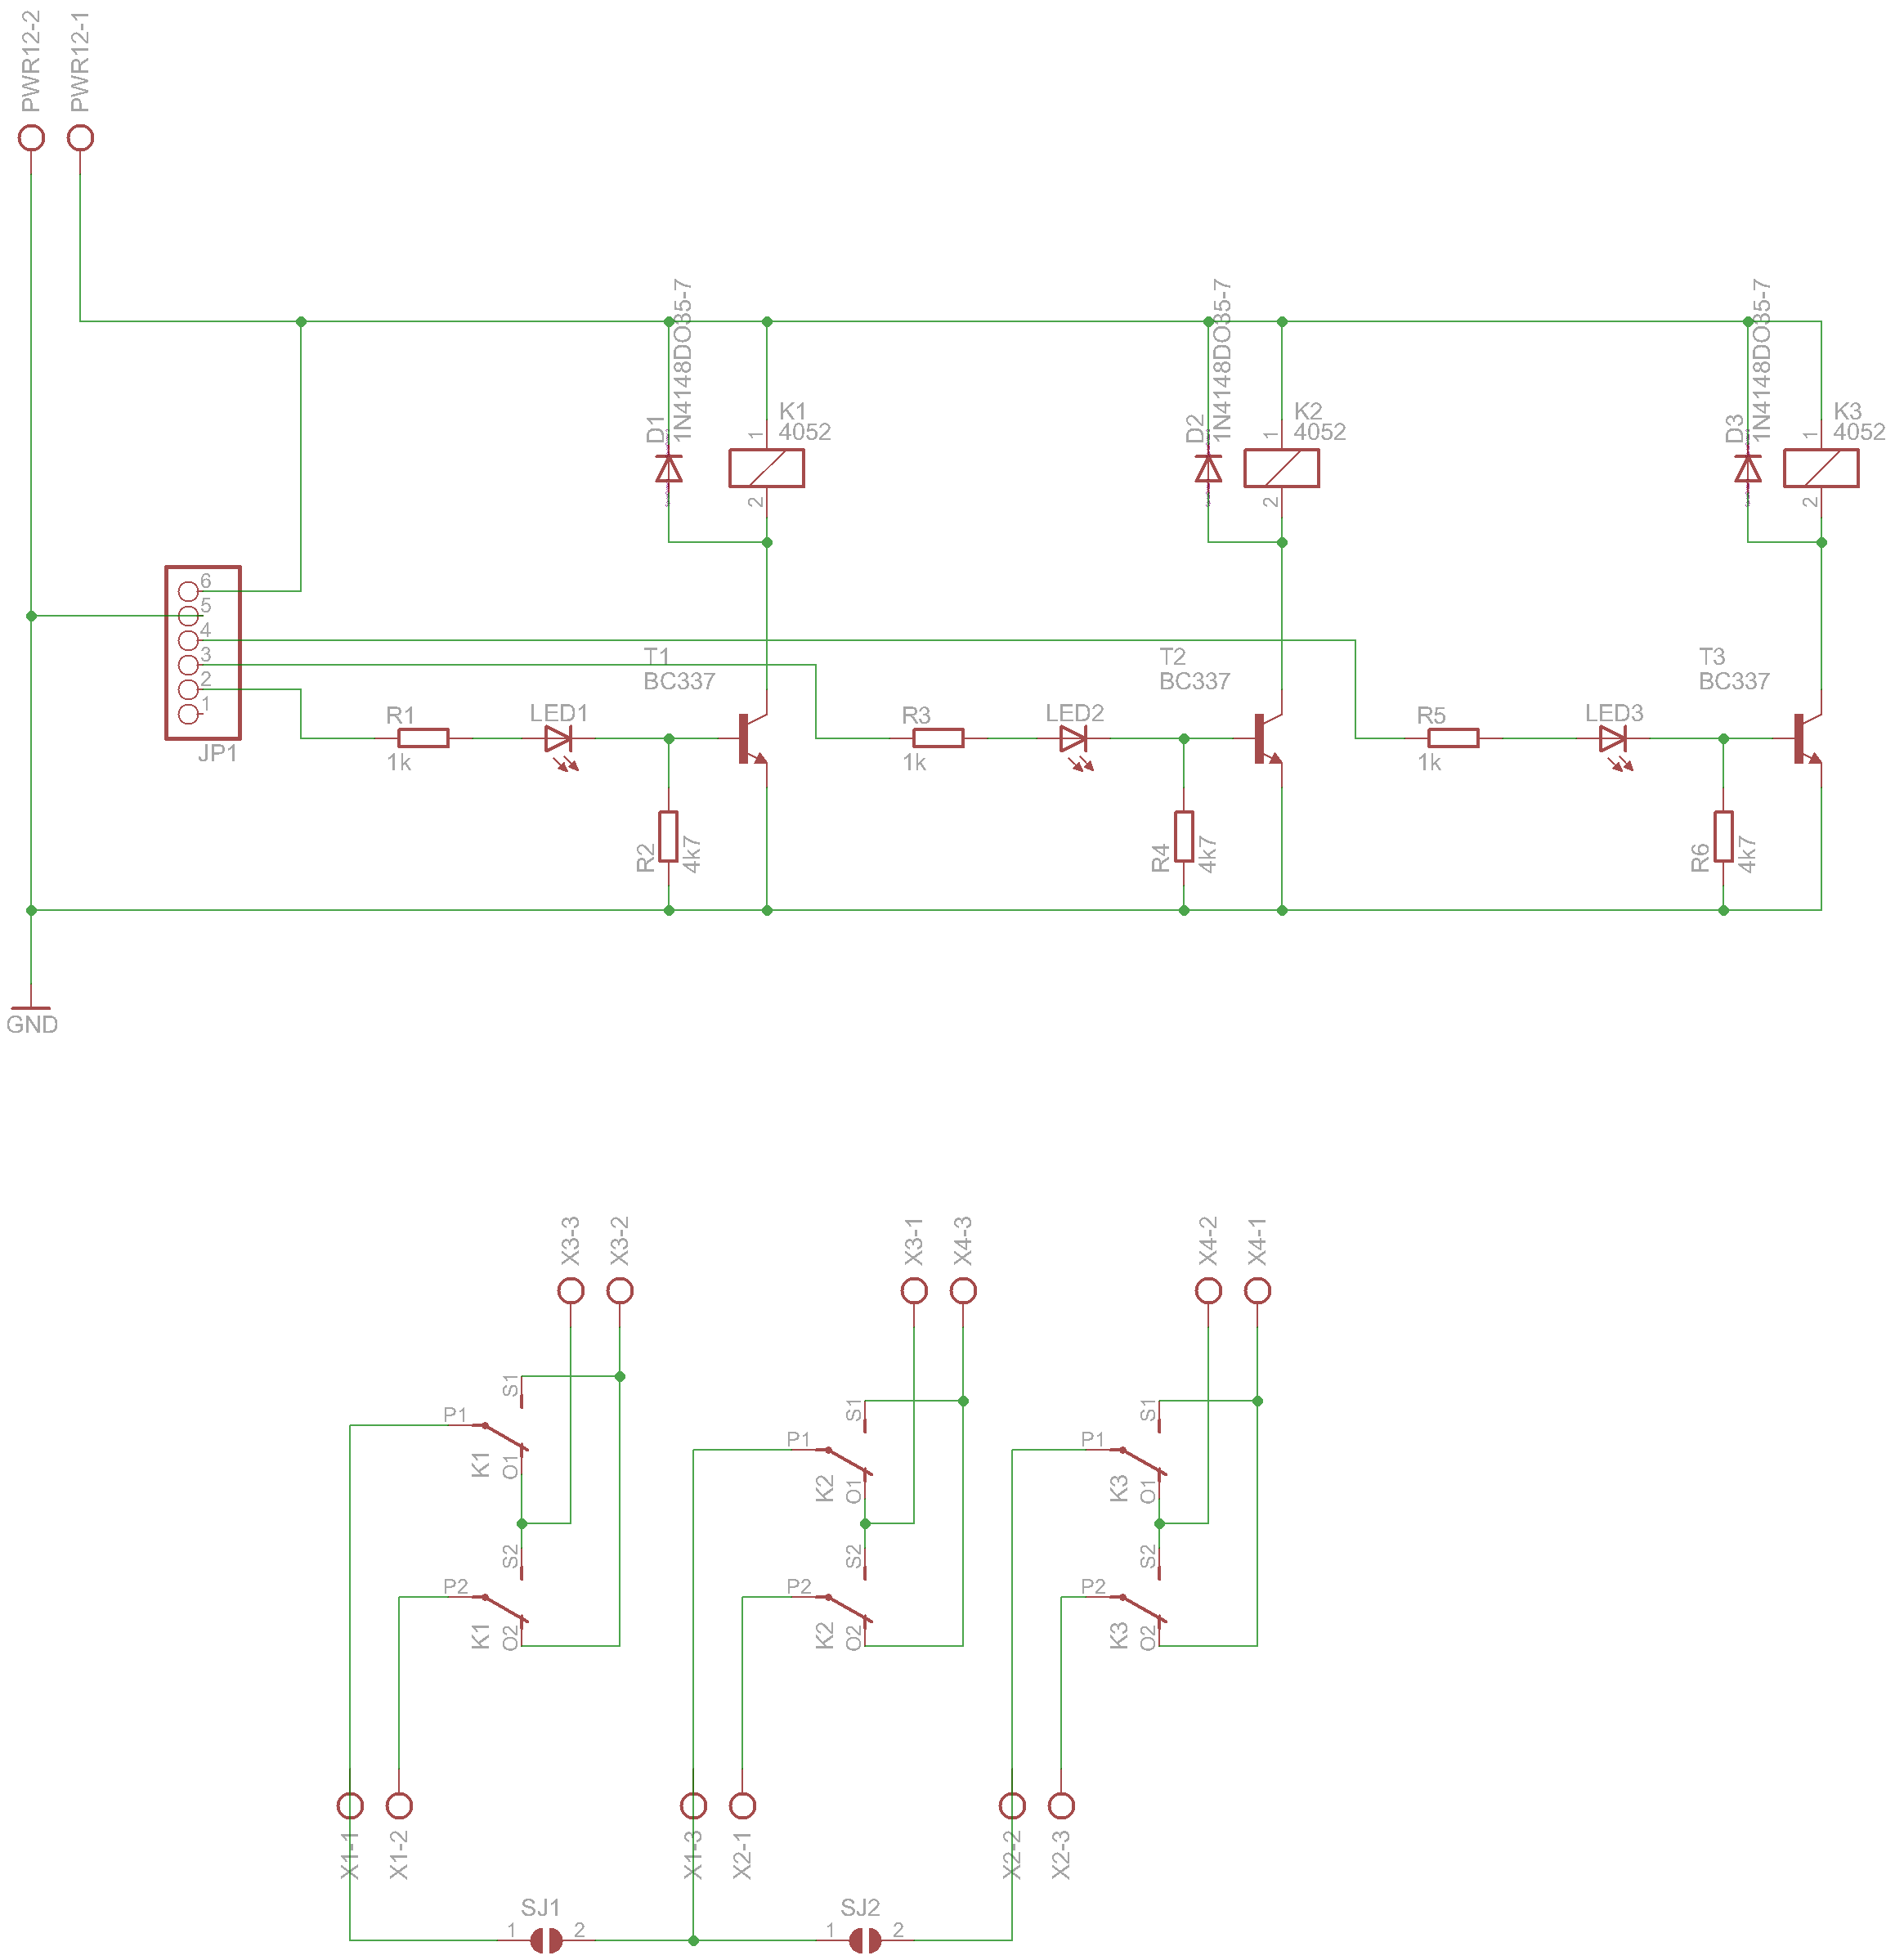 PWR12-2
PWR12-1
1N4148DO35-7
1N4148DO35-7
1N4148DO35-7
D1
K1
4052
1
2
D2
K2
4052
1
2
D3
K3
4052
1
2
6
5
4
3
2
1
JP1
T1
BC337
T2
BC337
T3
BC337
R1
1k
LED1
R3
1k
LED2
R5
1k
LED3
R2
4k7
R4
4k7
R6
4k7
GND
X3-3
X3-2
X3-1
X4-3
X4-2
X4-1
S1
P1
K1
O1
S2
P2
K1
O2
S1
P1
K2
O1
S2
P2
K2
O2
S1
P1
K3
O1
S2
P2
K3
O2
X1-1
X1-2
X1-3
X2-1
X2-2
X2-3
SJ1
1
2
SJ2
1
2